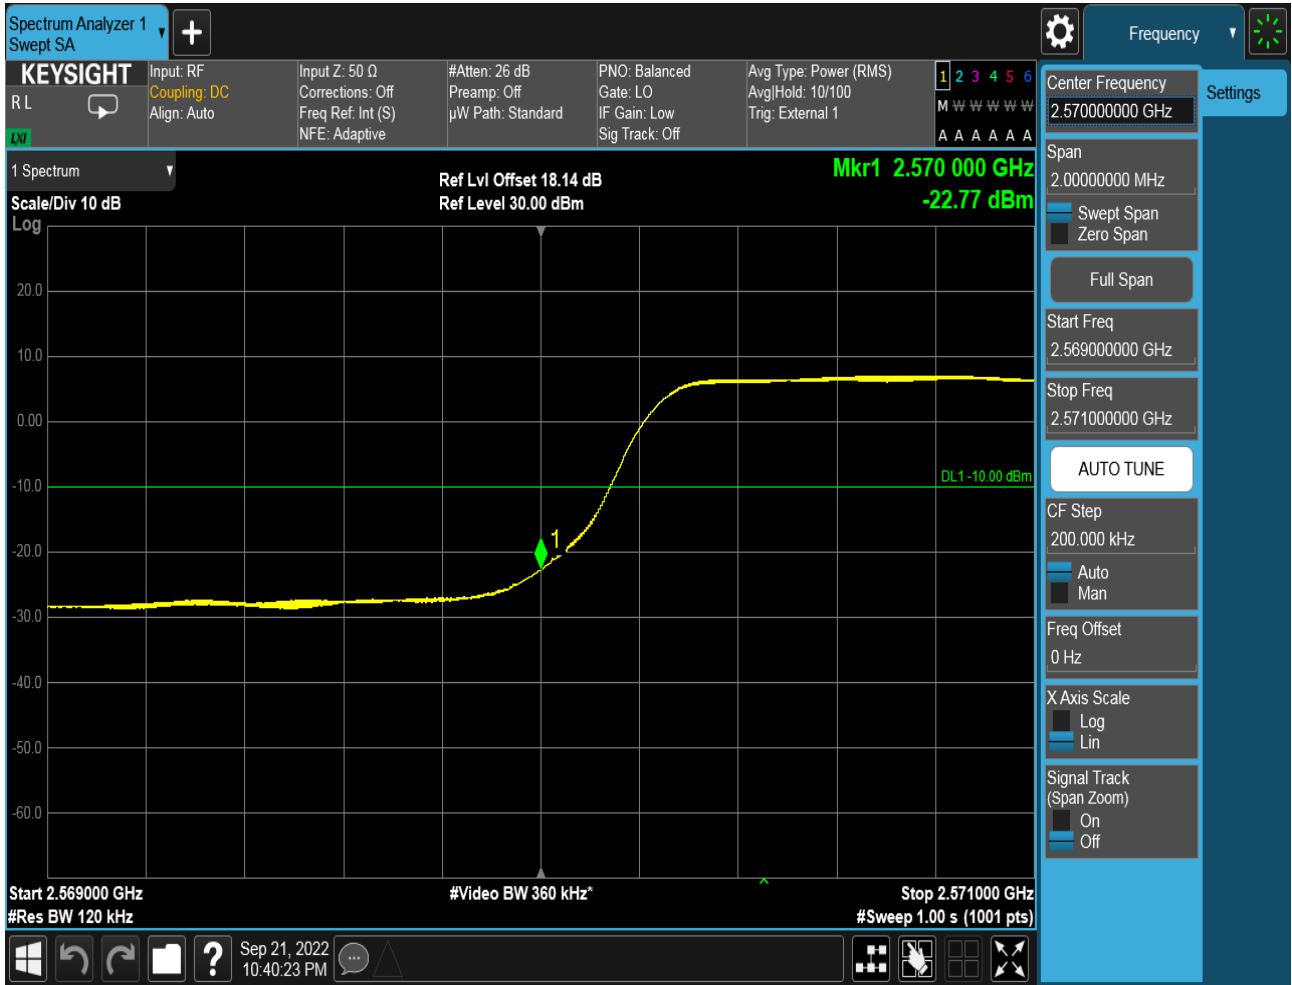 Spectrum Analyzer 1
Swept SA
Frequency
KEYSIGHT
R L
LXI
Input: RF
Coupling: DC
Align: Auto
Input Z: 50 Ω
Corrections: Off
Freq Ref: Int (S)
NFE: Adaptive
#Atten: 26 dB
Preamp: Off
µW Path: Standard
PNO: Balanced
Gate: LO
IF Gain: Low
Sig Track: Off
Avg Type: Power (RMS)
Avg|Hold: 10/100
Trig: External 1
1 2 3 4 5 6
M W W W W W
A A A A A A
1 Spectrum
Scale/Div 10 dB
Log
Ref Lvl Offset 18.14 dB
Ref Level 30.00 dBm
Mkr1 2.570 000 GHz
-22.77 dBm
20.0
10.0
0.00
-10.0
-20.0
-30.0
-40.0
-50.0
-60.0
DL1 -10.00 dBm
1
Start 2.569000 GHz
#Res BW 120 kHz
#Video BW 360 kHz*
Stop 2.571000 GHz
#Sweep 1.00 s (1001 pts)
Sep 21, 2022
10:40:23 PM
?
Center Frequency
2.570000000 GHz
Settings
Span
2.00000000 MHz
Swept Span
Zero Span
Full Span
Start Freq
2.569000000 GHz
Stop Freq
2.571000000 GHz
AUTO TUNE
CF Step
200.000 kHz
Auto
Man
Freq Offset
0 Hz
X Axis Scale
Log
Lin
Signal Track
(Span Zoom)
On
Off